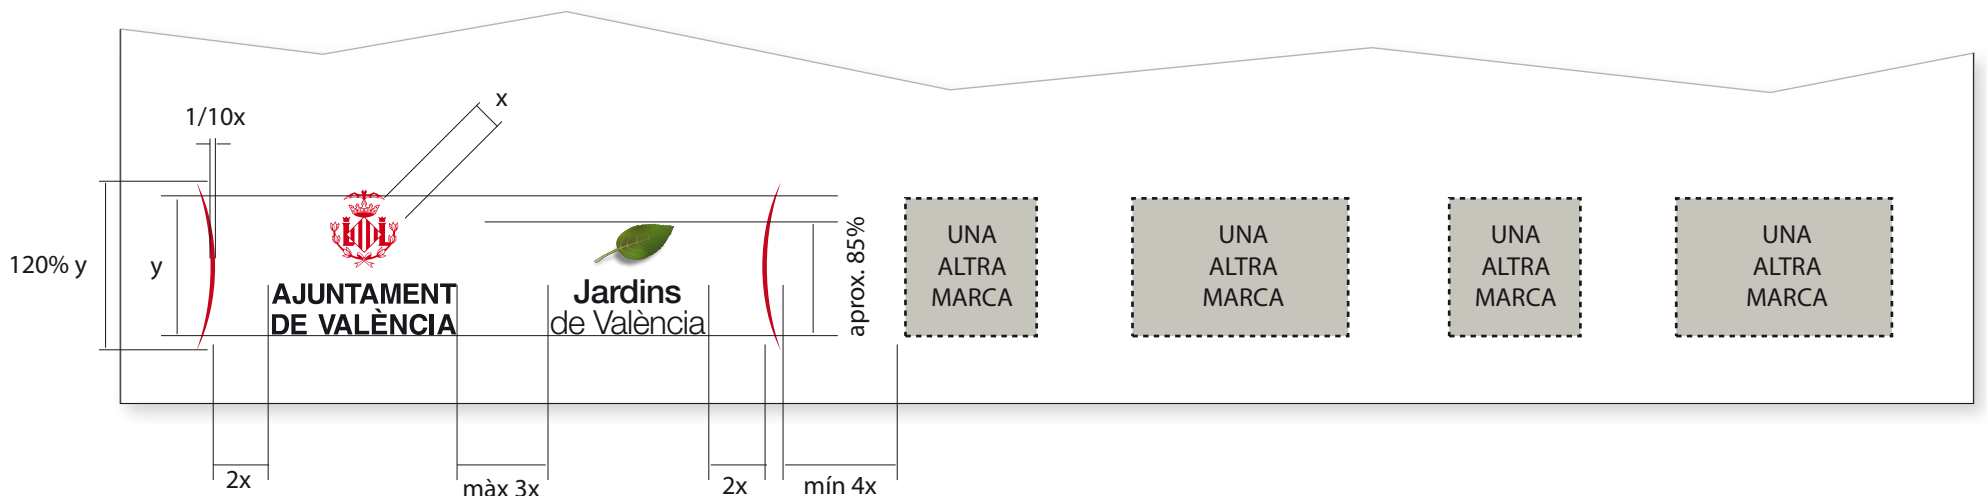 x
1/10x
120% y
y
AJUNTAMENT
DE VALÈNCIA
Jardins
de València
aprox. 85%
UNA
ALTRA
MARCA
UNA
ALTRA
MARCA
UNA
ALTRA
MARCA
UNA
ALTRA
MARCA
2x
màx 3x
2x
mín 4x